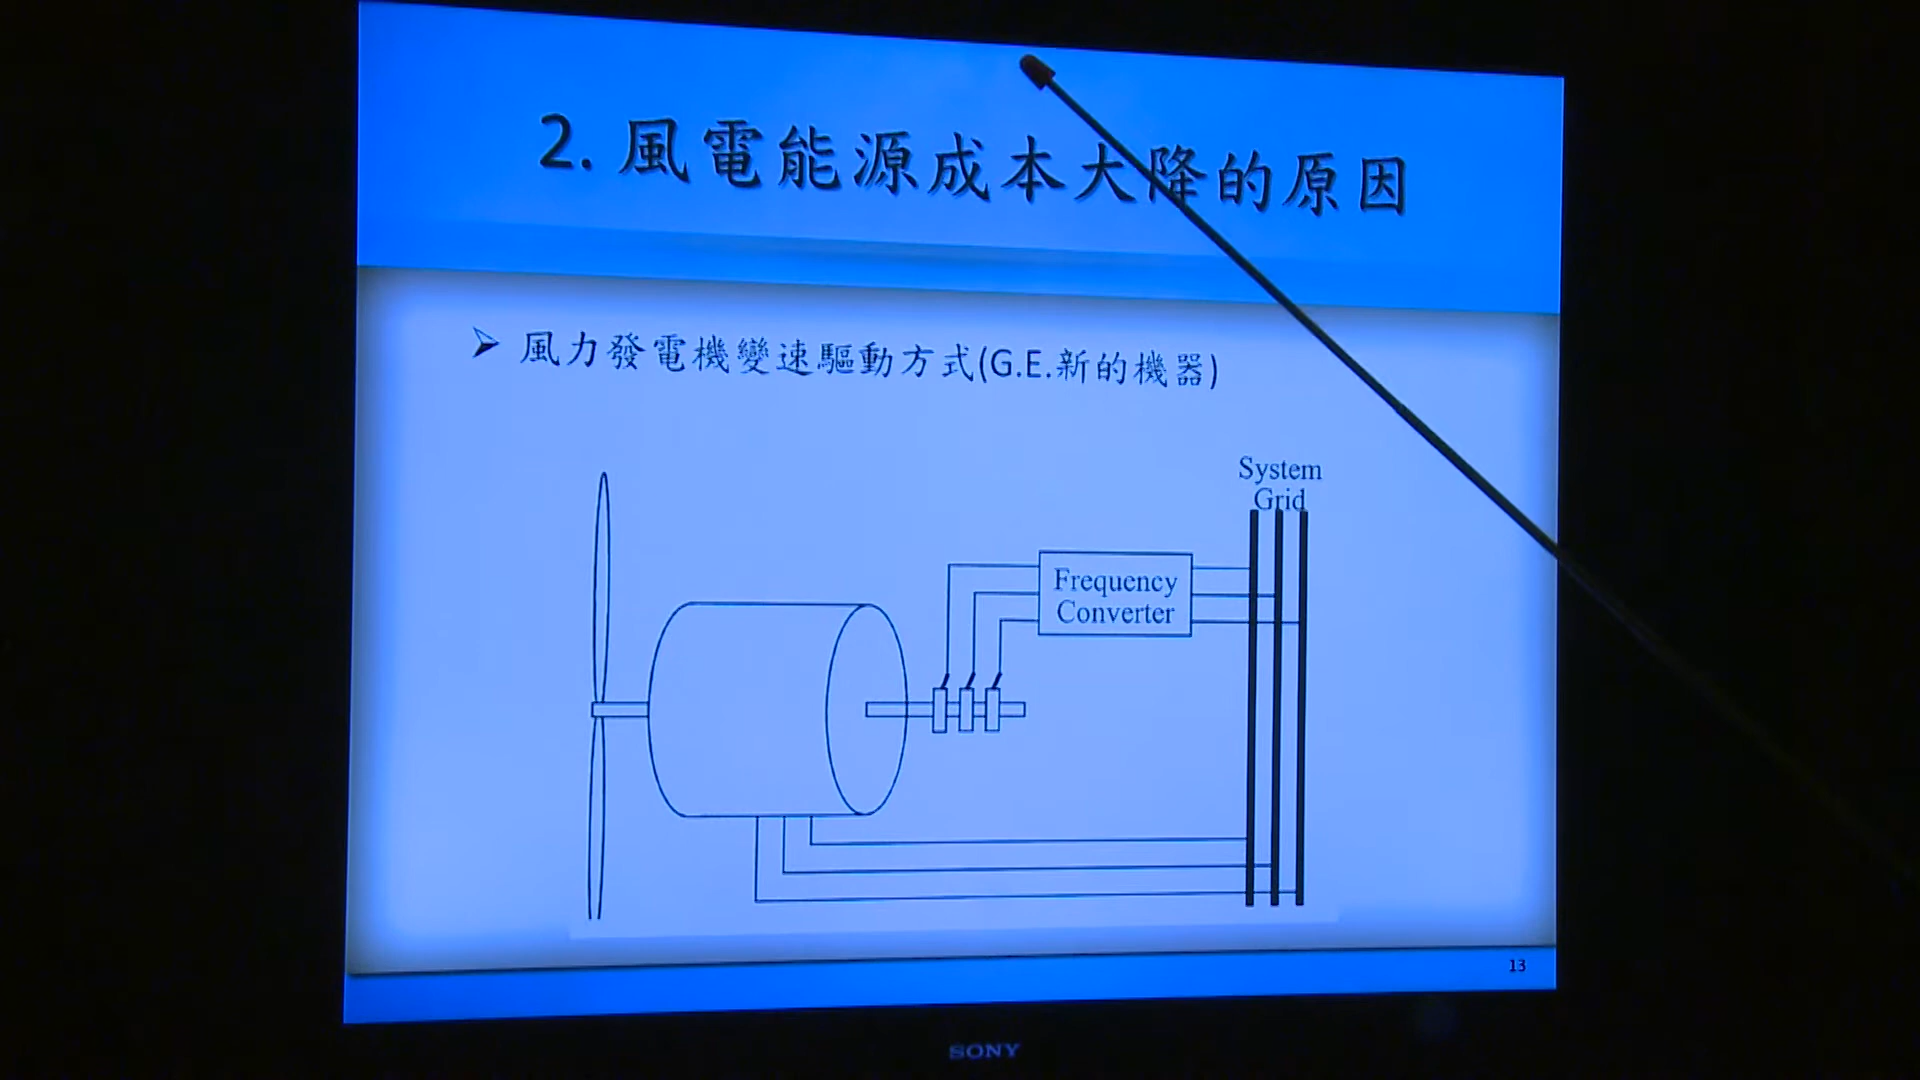 2. 風電能源成本大降的原因
➢ 風力發電機變速驅動方式(G.E.新的機器)
System
Grid
Frequency
Converter
13
SONY